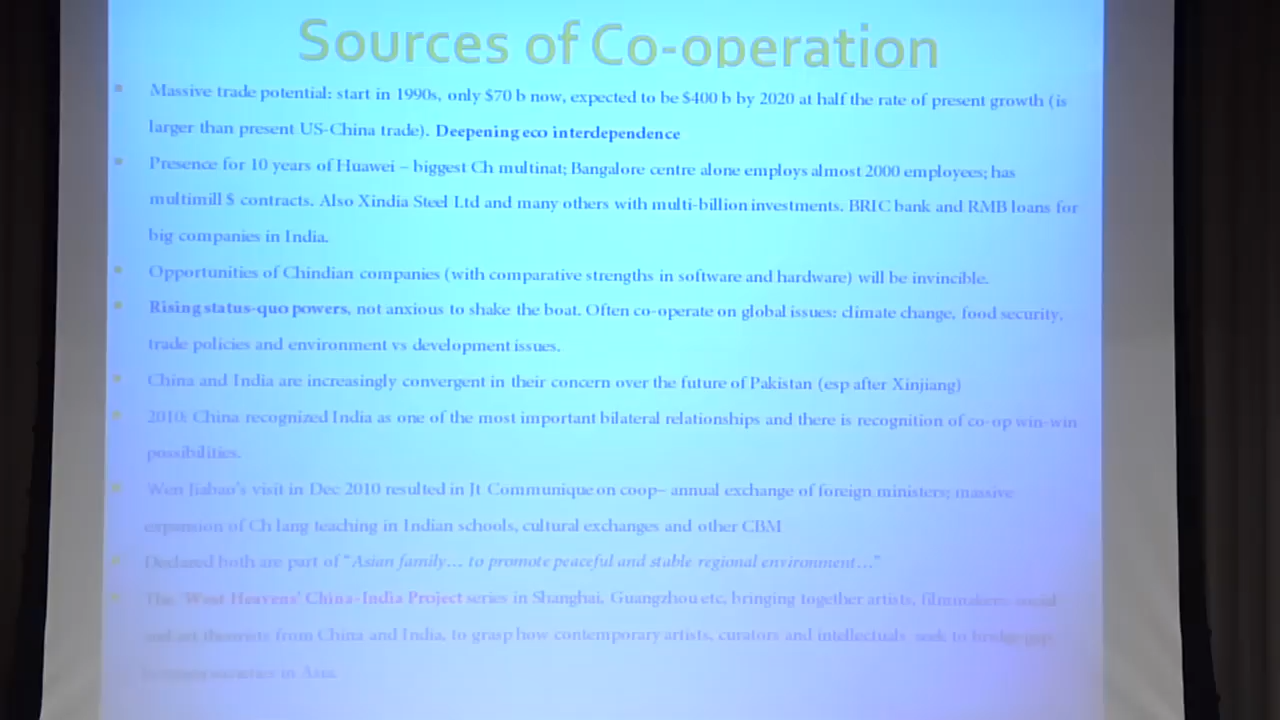 Sources of Co-operation
Massive trade potential: start in 1990s, only $70 b now, expected to be $400 b by 2020 at half the rate of present growth (is
larger than present US-China trade). Deepening eco interdependence
Presence for 10 years of Huawei – biggest Ch multinat; Bangalore centre alone employs almost 2000 employees; has
multimill $ contracts. Also Xindia Steel Ltd and many others with multi-billion investments. BRIC bank and RMB loans for
big companies in India.
Opportunities of Chindian companies (with comparative strengths in software and hardware) will be invincible.
Rising status-quo powers, not anxious to shake the boat. Often co-operate on global issues: climate change, food security,
trade policies and environment vs development issues.
China and India are increasingly convergent in their concern over the future of Pakistan (esp after Xinjiang)
2010: China recognized India as one of the most important bilateral relationships and there is recognition of co-op win-win
possibilities.
Wen Jiabao's visit in Dec 2010 resulted in Jt Communique on coop– annual exchange of foreign ministers; massive
expansion of Ch lang teaching in Indian schools, cultural exchanges and other CBM
Declared both are part of "Asian family… to promote peaceful and stable regional environment…"
The 'West Heavens' China-India Project series in Shanghai, Guangzhou etc, bringing together artists, filmmakers, social
and art theorists from China and India, to grasp how contemporary artists, curators and intellectuals seek to bridge
societies in Asia.